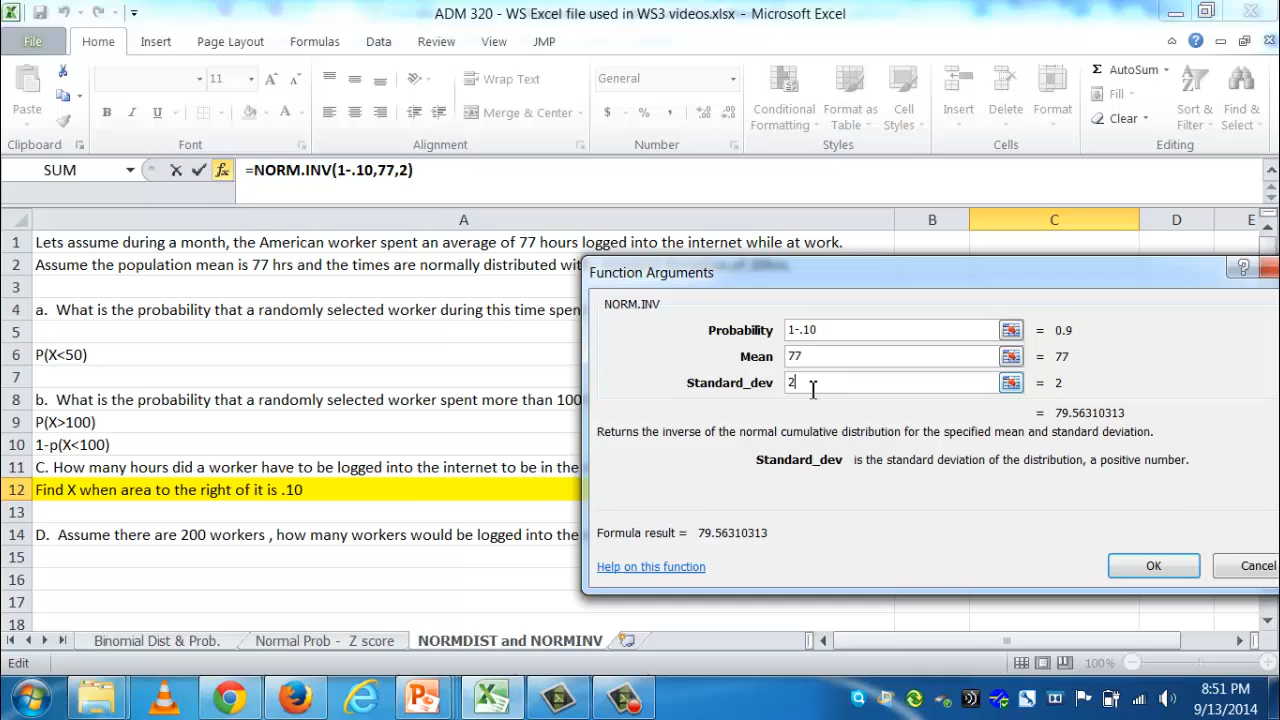 ADM 320 - WS Excel file used in WS3 videos.xlsx - Microsoft Excel
File Home Insert Page Layout Formulas Data Review View JMP
Paste
11
Wrap Text
General
Conditional Formatting
Format as Table
Cell Styles
Insert
Delete
Format
AutoSum
Fill
Clear
Sort & Filter
Find & Select
B I U
Merge & Center
$ % ,
Clipboard Font Alignment Number Styles Cells Editing
SUM =NORM.INV(1-.10,77,2)
A B C D E
1 Lets assume during a month, the American worker spent an average of 77 hours logged into the internet while at work.
2 Assume the population mean is 77 hrs and the times are normally distributed wit
3
4 a. What is the probability that a randomly selected worker during this time spen
5
6 P(X<50)
7
8 b. What is the probability that a randomly selected worker spent more than 100
9 P(X>100)
10 1-p(X<100)
11 C. How many hours did a worker have to be logged into the internet to be in the
12 Find X when area to the right of it is .10
13
14 D. Assume there are 200 workers , how many workers would be logged into the
15
16
17
18
Function Arguments
NORM.INV
Probability 1-.10 = 0.9
Mean 77 = 77
Standard_dev 2 = 2
= 79.56310313
Returns the inverse of the normal cumulative distribution for the specified mean and standard deviation.
Standard_dev is the standard deviation of the distribution, a positive number.
Formula result = 79.56310313
Help on this function
OK
Cancel
Binomial Dist & Prob. Normal Prob - Z score NORMDIST and NORMINV
Edit 100%
8:51 PM
9/13/2014